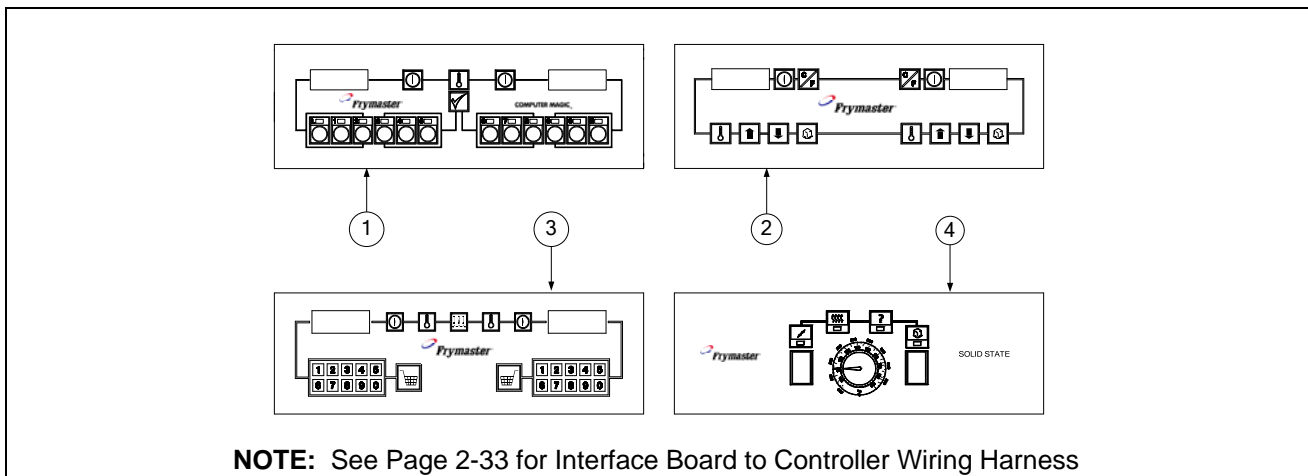 Frymaster
COMPUTER MAGIC
C/F
C/F
Frymaster
1
2
3
4
1 2 3 4 5
6 7 8 9 0
Frymaster
1 2 3 4 5
6 7 8 9 0
?
Frymaster
SOLID STATE
NOTE: See Page 2-33 for Interface Board to Controller Wiring Harness